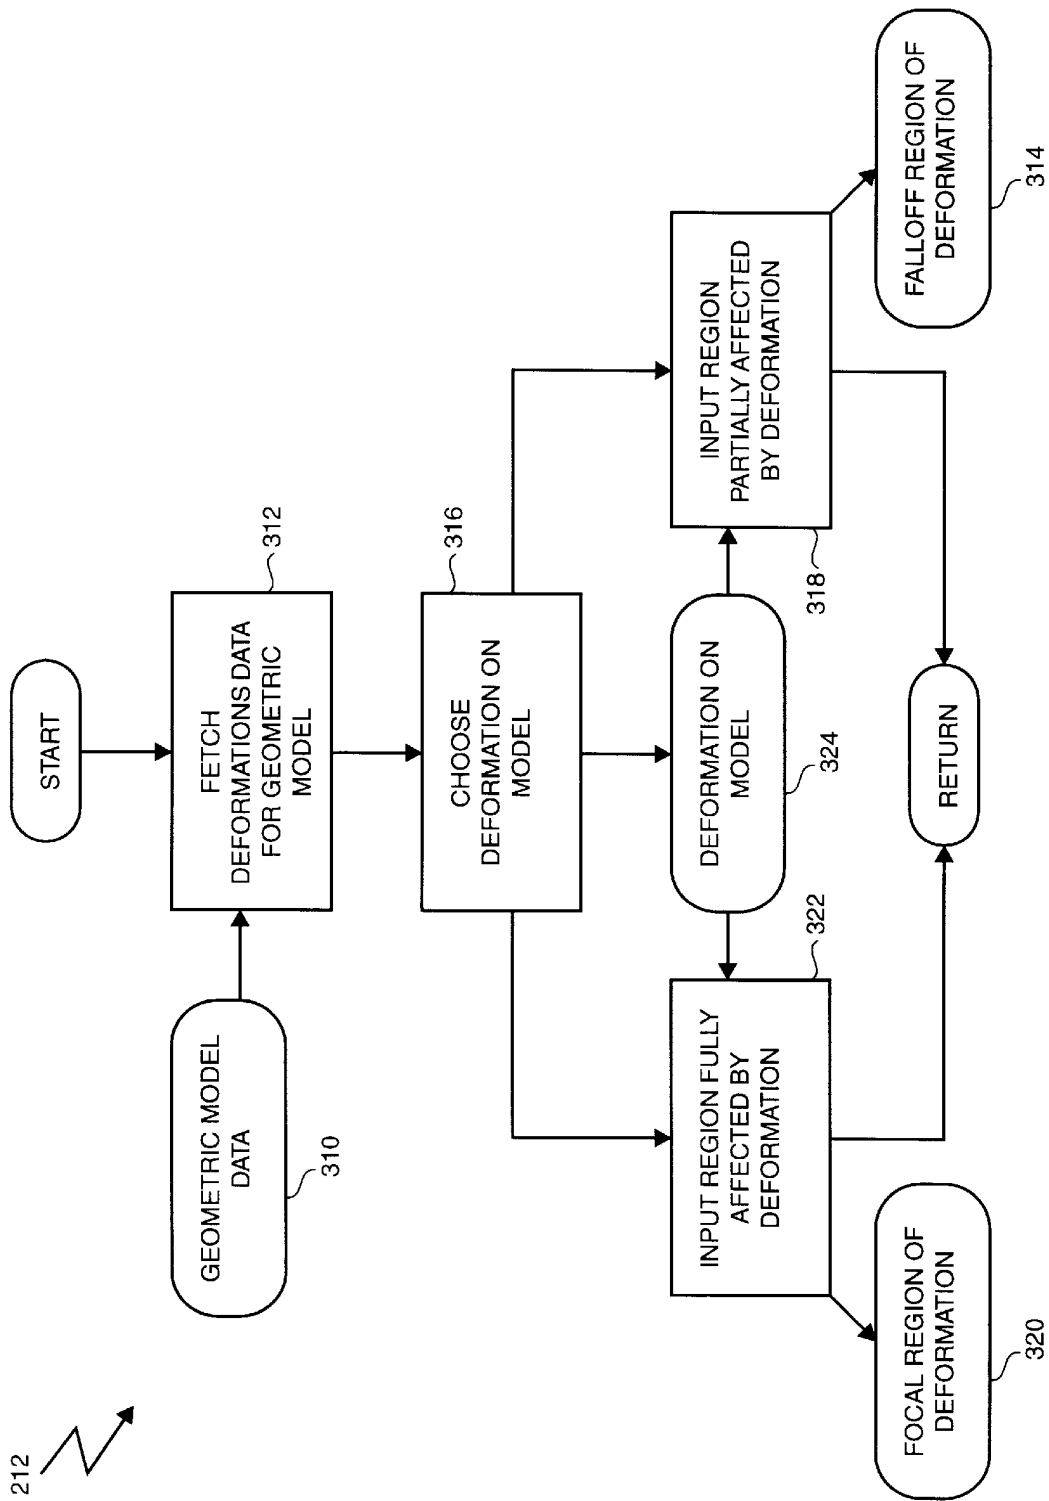 212
START
GEOMETRIC MODEL
DATA
310
FETCH
DEFORMATIONS DATA
FOR GEOMETRIC
MODEL
312
CHOOSE
DEFORMATION ON
MODEL
316
INPUT REGION FULLY
AFFECTED BY
DEFORMATION
322
DEFORMATION ON
MODEL
324
INPUT REGION
PARTIALLY AFFECTED
BY DEFORMATION
318
FOCAL REGION OF
DEFORMATION
320
RETURN
FALLOFF REGION OF
DEFORMATION
314